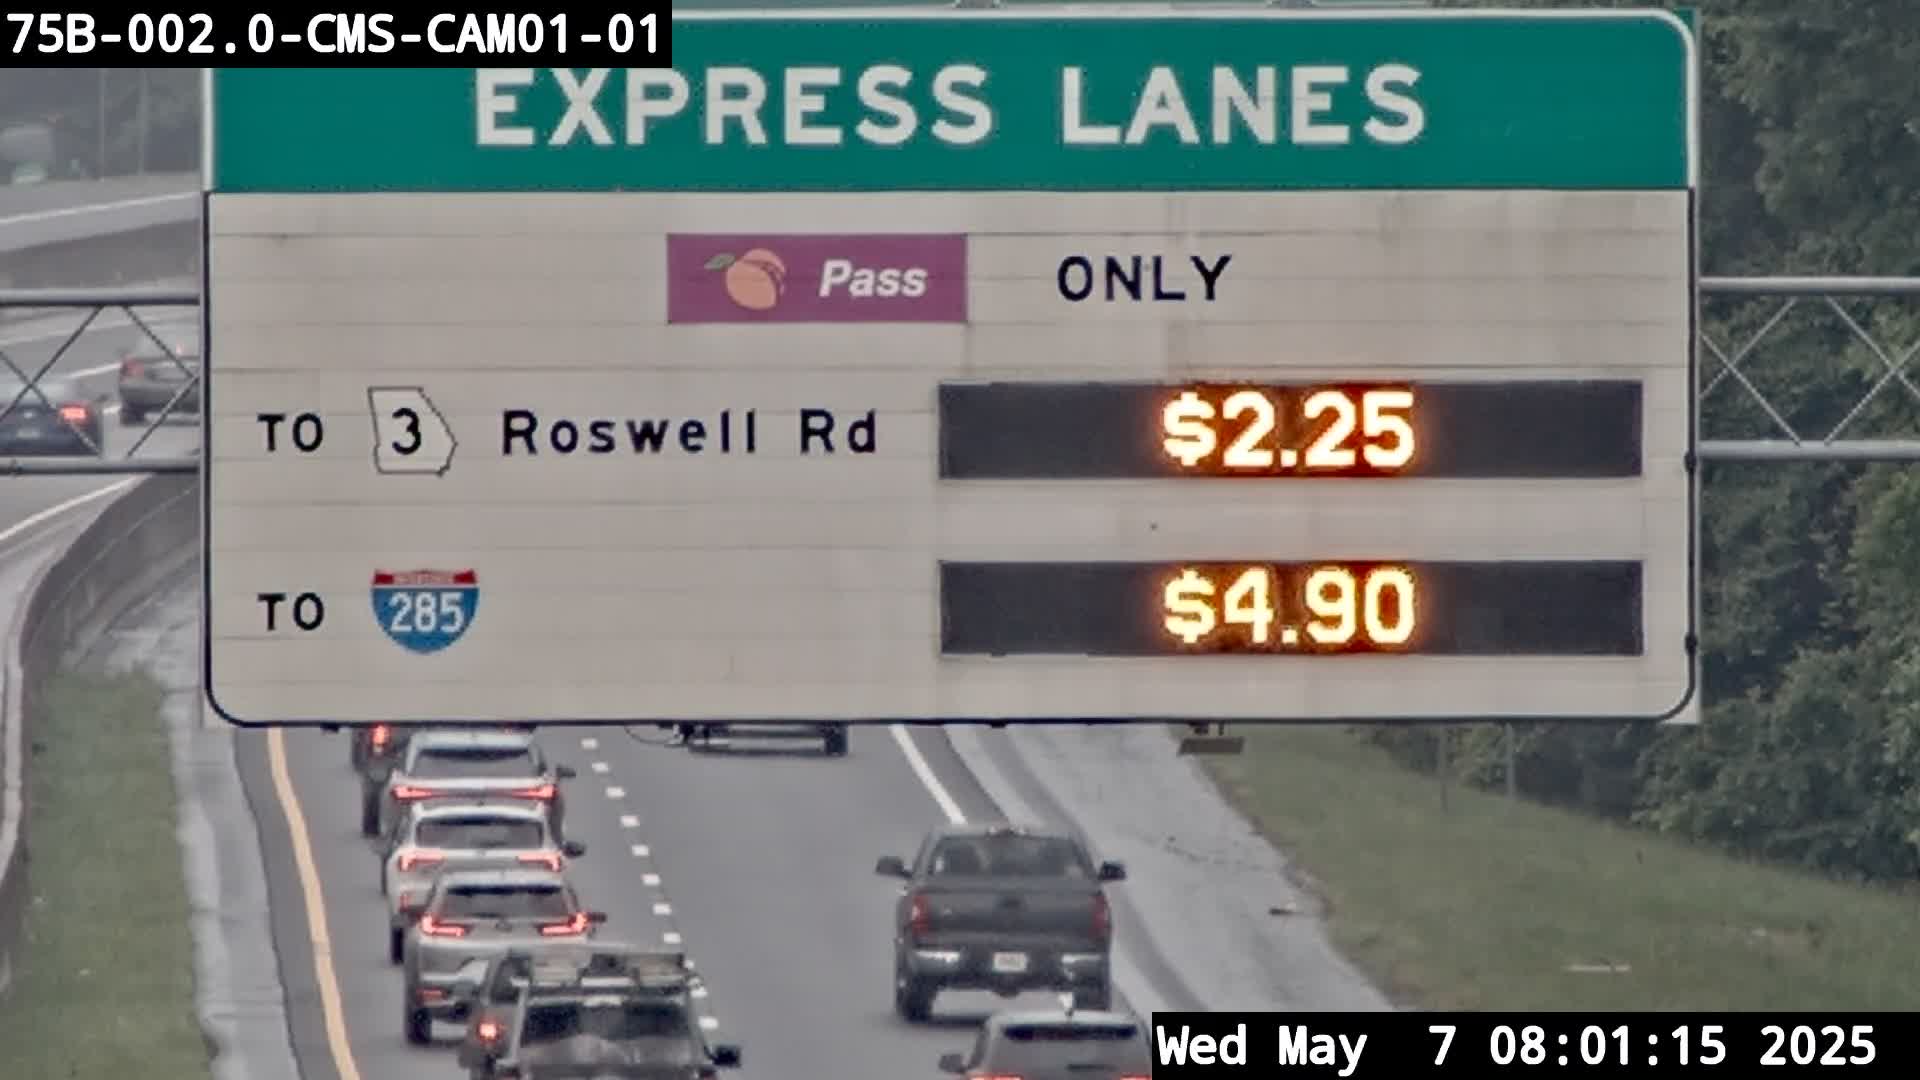 75B-002.0-CMS-CAM01-01
EXPRESS LANES
Pass ONLY
TO 3 Roswell Rd $2.25
TO INTERSTATE 285 $4.90
Wed May 7 08:01:15 2025